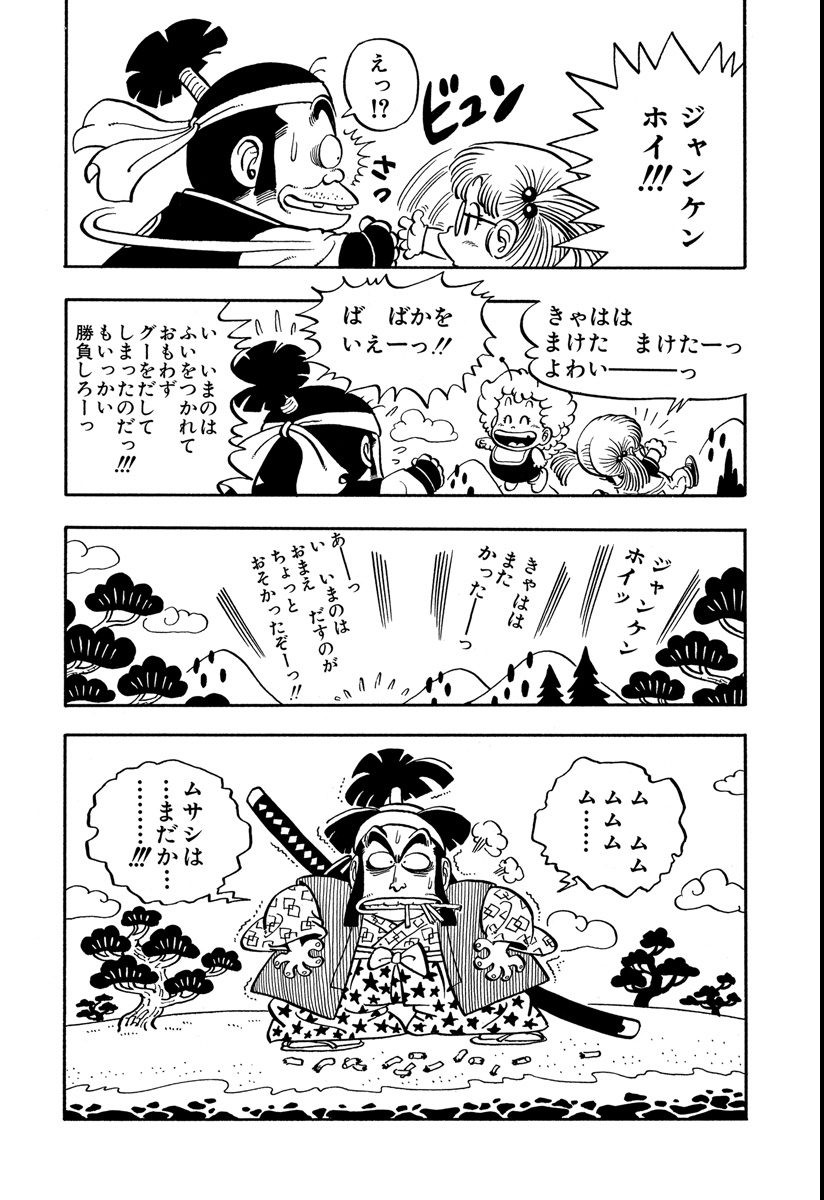 ジャンケン
ホイ!!!
ビュン
えっ!?
さっ
きゃはは
まけた　まけたーっ
よわいーーーーっ
ば　ばかを
いえーっ!!
い　いまのは
ふいをつかれて
おもわず
グーをだして
しまったのだっ!!!
もいっかい
勝負しろーっ
ジャンケン
ホイッ
きゃはは
また
かったーっ
あーーっ
い　いまのは
おまえ　だすのが
ちょっと
おそかったぞーっ!!
ム　ムム
ムムム
ム……
ムサシは
……まだか…
………!!!